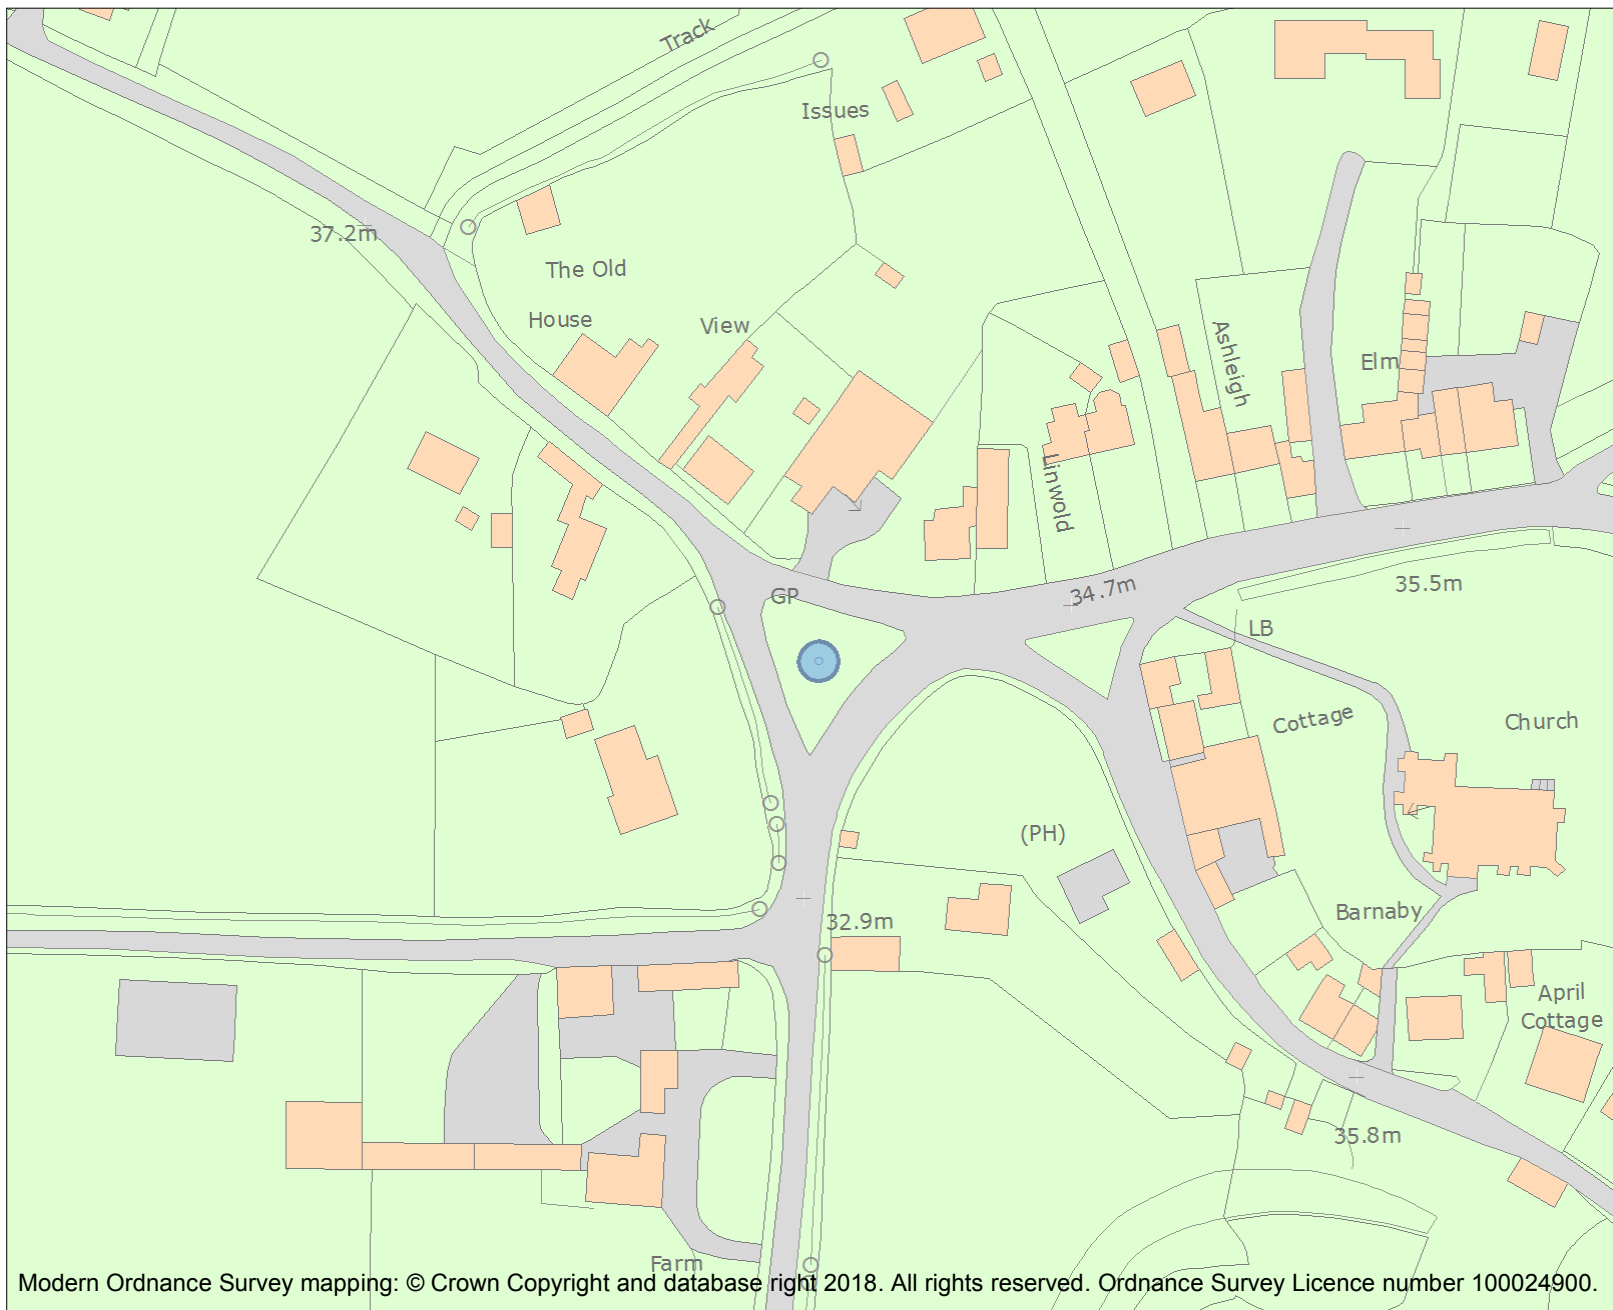 Track
Issues
37.2m
The Old
House
View
Ashleigh
Elm
Linwold
GP
34.7m
35.5m
LB
Cottage
Church
(PH)
32.9m
Barnaby
April
Cottage
35.8m
Farm
Modern Ordnance Survey mapping: © Crown Copyright and database right 2018. All rights reserved. Ordnance Survey Licence number 100024900.